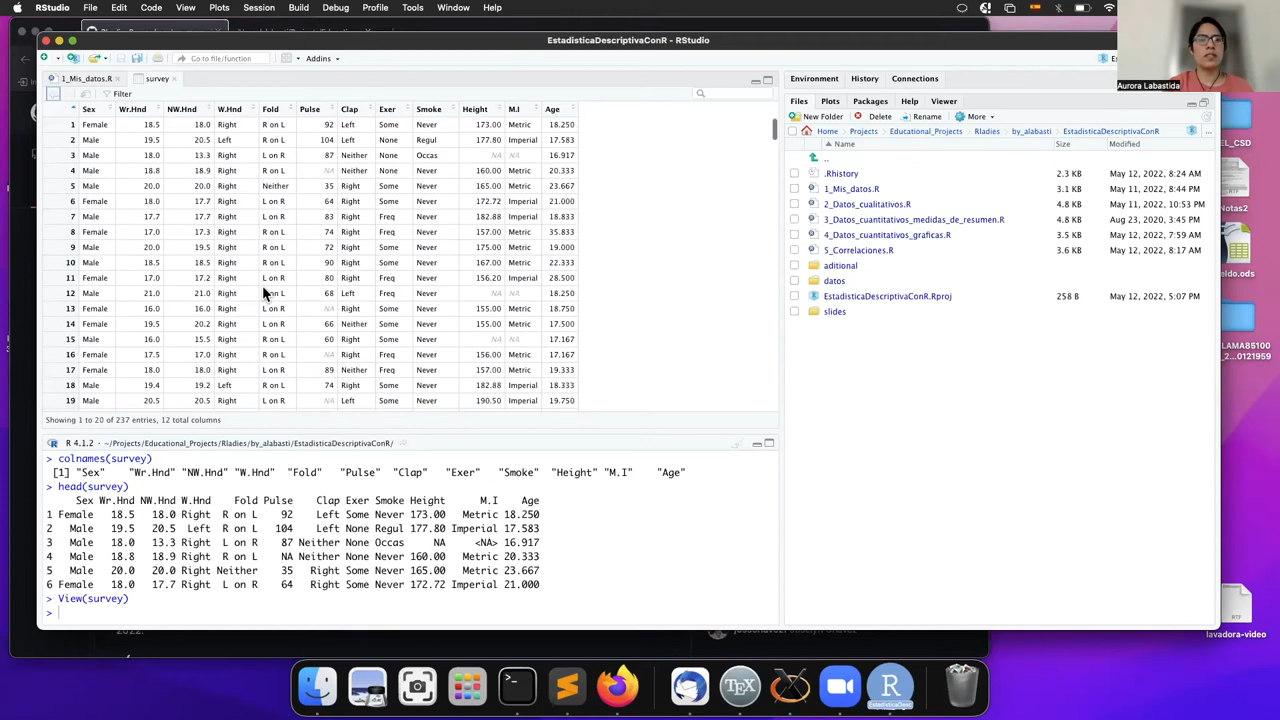 RStudio File Edit Code View Plots Session Build Debug Profile Tools Window Help
EstadisticaDescriptivaConR - RStudio
Go to file/function Addins
1_Mis_datos.R survey
Filter
Sex Wr.Hnd NW.Hnd W.Hnd Fold Pulse Clap Exer Smoke Height M.I Age
1 Female 18.5 18.0 Right R on L 92 Left Some Never 173.00 Metric 18.250
2 Male 19.5 20.5 Left R on L 104 Left None Regul 177.80 Imperial 17.583
3 Male 18.0 13.3 Right L on R 87 Neither None Occas NA NA 16.917
4 Male 18.8 18.9 Right R on L NA Neither None Never 160.00 Metric 20.333
5 Male 20.0 20.0 Right Neither 35 Right Some Never 165.00 Metric 23.667
6 Female 18.0 17.7 Right L on R 64 Right Some Never 172.72 Imperial 21.000
7 Male 17.7 17.7 Right L on R 83 Right Freq Never 182.88 Imperial 18.833
8 Female 17.0 17.3 Right R on L 74 Right Freq Never 157.00 Metric 35.833
9 Male 20.0 19.5 Right R on L 72 Right Some Never 175.00 Metric 19.000
10 Male 18.5 18.5 Right R on L 90 Right Some Never 167.00 Metric 22.333
11 Female 17.0 17.2 Right L on R 80 Right Freq Never 156.20 Imperial 28.500
12 Male 21.0 21.0 Right R on L 68 Left Freq Never NA NA 18.250
13 Female 16.0 16.0 Right L on R NA Right Some Never 155.00 Metric 18.750
14 Female 19.5 20.2 Right L on R 66 Neither Some Never 155.00 Metric 17.500
15 Male 16.0 15.5 Right R on L 60 Right Some Never NA NA 17.167
16 Female 17.5 17.0 Right R on L NA Right Freq Never 156.00 Metric 17.167
17 Female 18.0 18.0 Right L on R 89 Neither Freq Never 157.00 Metric 19.333
18 Male 19.4 19.2 Left R on L 74 Right Some Never 182.88 Imperial 18.333
19 Male 20.5 20.5 Right L on R NA Left Some Never 190.50 Imperial 19.750
Showing 1 to 20 of 237 entries, 12 total columns
R 4.1.2 · ~/Projects/Educational_Projects/Rladies/by_alabasti/EstadisticaDescriptivaConR/
> colnames(survey)
[1] "Sex" "Wr.Hnd" "NW.Hnd" "W.Hnd" "Fold" "Pulse" "Clap" "Exer" "Smoke" "Height" "M.I" "Age"
> head(survey)
Sex Wr.Hnd NW.Hnd W.Hnd Fold Pulse Clap Exer Smoke Height M.I Age
1 Female 18.5 18.0 Right R on L 92 Left Some Never 173.00 Metric 18.250
2 Male 19.5 20.5 Left R on L 104 Left None Regul 177.80 Imperial 17.583
3 Male 18.0 13.3 Right L on R 87 Neither None Occas NA <NA> 16.917
4 Male 18.8 18.9 Right R on L NA Neither None Never 160.00 Metric 20.333
5 Male 20.0 20.0 Right Neither 35 Right Some Never 165.00 Metric 23.667
6 Female 18.0 17.7 Right L on R 64 Right Some Never 172.72 Imperial 21.000
> View(survey)
>
Environment History Connections
Files Plots Packages Help Viewer
New Folder Delete Rename More
Home Projects Educational_Projects Rladies by_alabasti EstadisticaDescriptivaConR
Name Size Modified
..
.Rhistory 2.3 KB May 12, 2022, 8:24 AM
1_Mis_datos.R 3.1 KB May 11, 2022, 8:44 PM
2_Datos_cualitativos.R 4.8 KB May 11, 2022, 10:53 PM
3_Datos_cuantitativos_medidas_de_resumen.R 4.8 KB Aug 23, 2020, 3:45 PM
4_Datos_cuantitativos_graficas.R 3.5 KB May 12, 2022, 7:59 AM
5_Correlaciones.R 3.6 KB May 12, 2022, 8:17 AM
aditional
datos
EstadisticaDescriptivaConR.Rproj 258 B May 12, 2022, 5:07 PM
slides
Aurora Labastida
EL_CSD
Notas2
eldo.ods
LAMA85100
_2...0121959
RTF
lavadora-video
2022.
>_
TEX
R
EstadisticaDesc